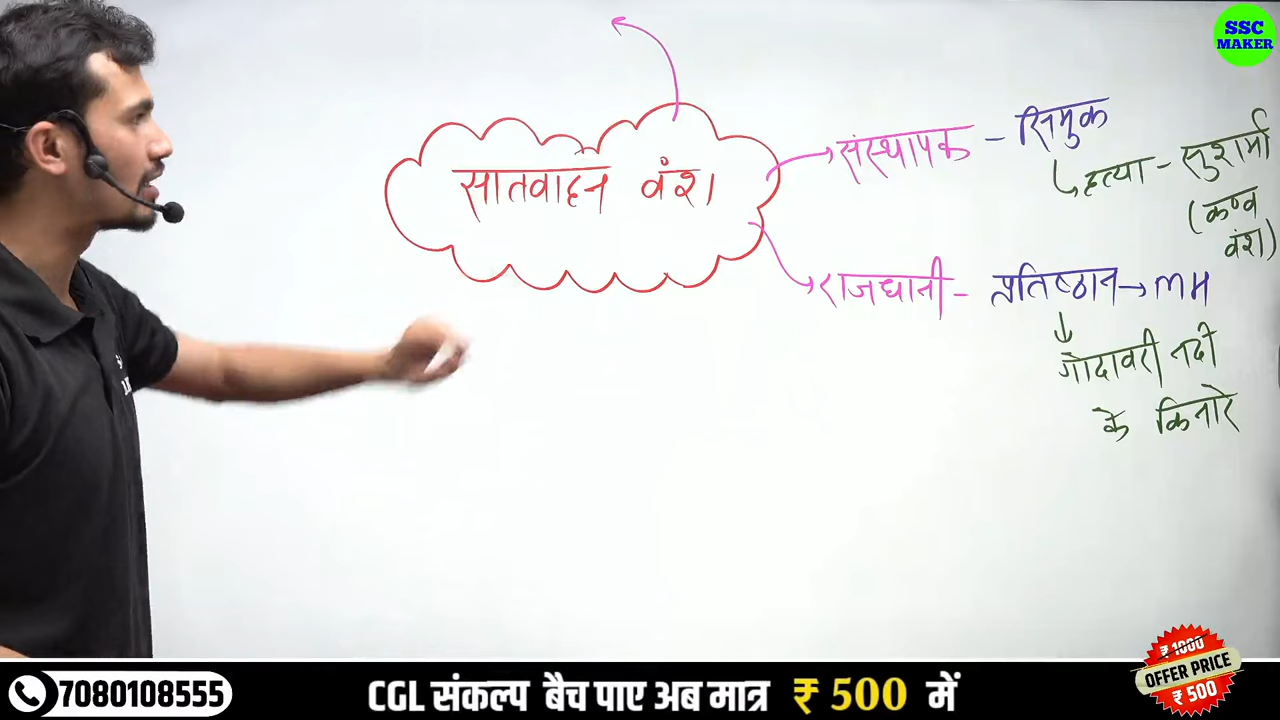 SSC
MAKER
सातवाहन वंश
संस्थापक - सिमुक
हत्या - सुशर्मा
(कण्व
वंश)
राजधानी - प्रतिष्ठान → MH
गोदावरी नदी
के किनारे
₹ 1000
OFFER PRICE
₹ 500
7080108555
CGL संकल्प बैच पाए अब मात्र ₹ 500 में